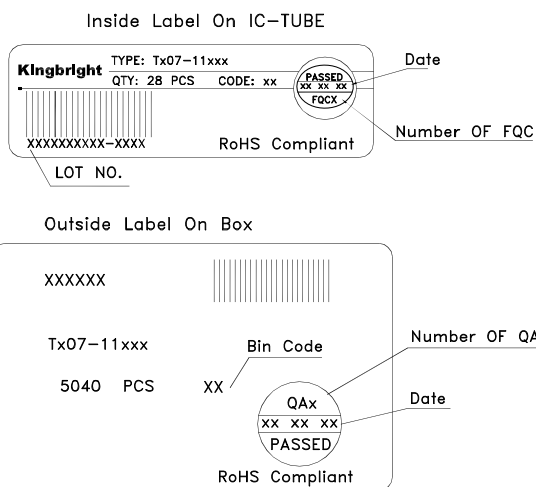 Inside Label On IC-TUBE
Kingbright
TYPE: Tx07-11xxx
QTY: 28 PCS CODE: xx
PASSED
xx xx xx
FQCX
Date
Number OF FQC
XXXXXXXXXX-XXXX
RoHS Compliant
LOT NO.
Outside Label On Box
XXXXXX
Tx07-11xxx
Bin Code
5040 PCS XX
Number OF QA
QAx
xx xx xx
PASSED
Date
RoHS Compliant